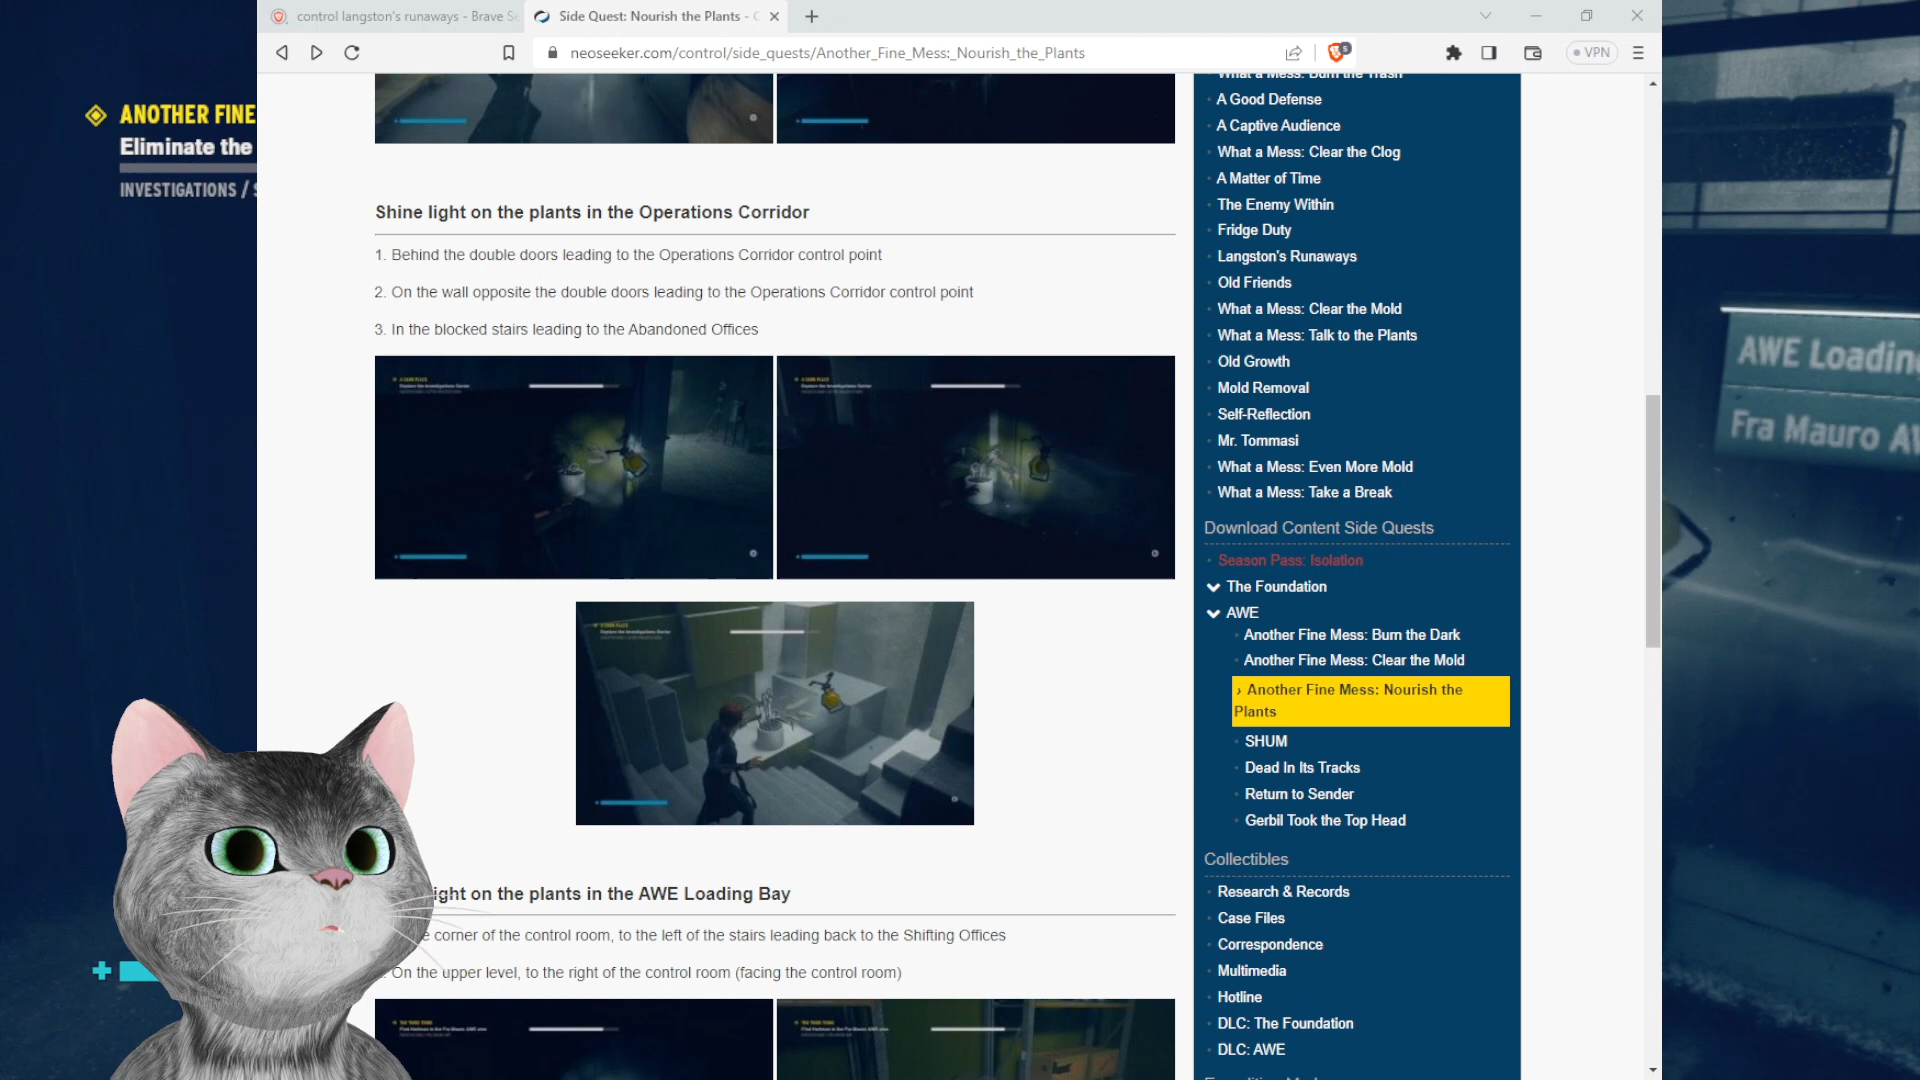 control langston's runaways - Brave Se
Side Quest: Nourish the Plants -
neoseeker.com/control/side_quests/Another_Fine_Mess:_Nourish_the_Plants
5
VPN
ANOTHER FINE
Eliminate the
INVESTIGATIONS /
AWE Loading
Fra Mauro A
Shine light on the plants in the Operations Corridor
1. Behind the double doors leading to the Operations Corridor control point
2. On the wall opposite the double doors leading to the Operations Corridor control point
3. In the blocked stairs leading to the Abandoned Offices
ight on the plants in the AWE Loading Bay
e corner of the control room, to the left of the stairs leading back to the Shifting Offices
. On the upper level, to the right of the control room (facing the control room)
What a Mess: Burn the Trash
A Good Defense
A Captive Audience
What a Mess: Clear the Clog
A Matter of Time
The Enemy Within
Fridge Duty
Langston's Runaways
Old Friends
What a Mess: Clear the Mold
What a Mess: Talk to the Plants
Old Growth
Mold Removal
Self-Reflection
Mr. Tommasi
What a Mess: Even More Mold
What a Mess: Take a Break
Download Content Side Quests
Season Pass: Isolation
The Foundation
AWE
Another Fine Mess: Burn the Dark
Another Fine Mess: Clear the Mold
› Another Fine Mess: Nourish the
Plants
SHUM
Dead In Its Tracks
Return to Sender
Gerbil Took the Top Head
Collectibles
Research & Records
Case Files
Correspondence
Multimedia
Hotline
DLC: The Foundation
DLC: AWE